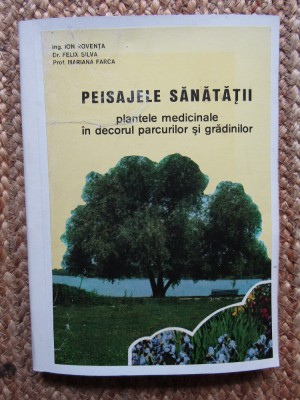 Ing. ION ROVENȚA
Dr. FELIX SILVA
Prof. MARIANA FARCA
PEISAJELE SĂNĂTĂȚII
plantele medicinale
în decorul parcurilor și grădinilor